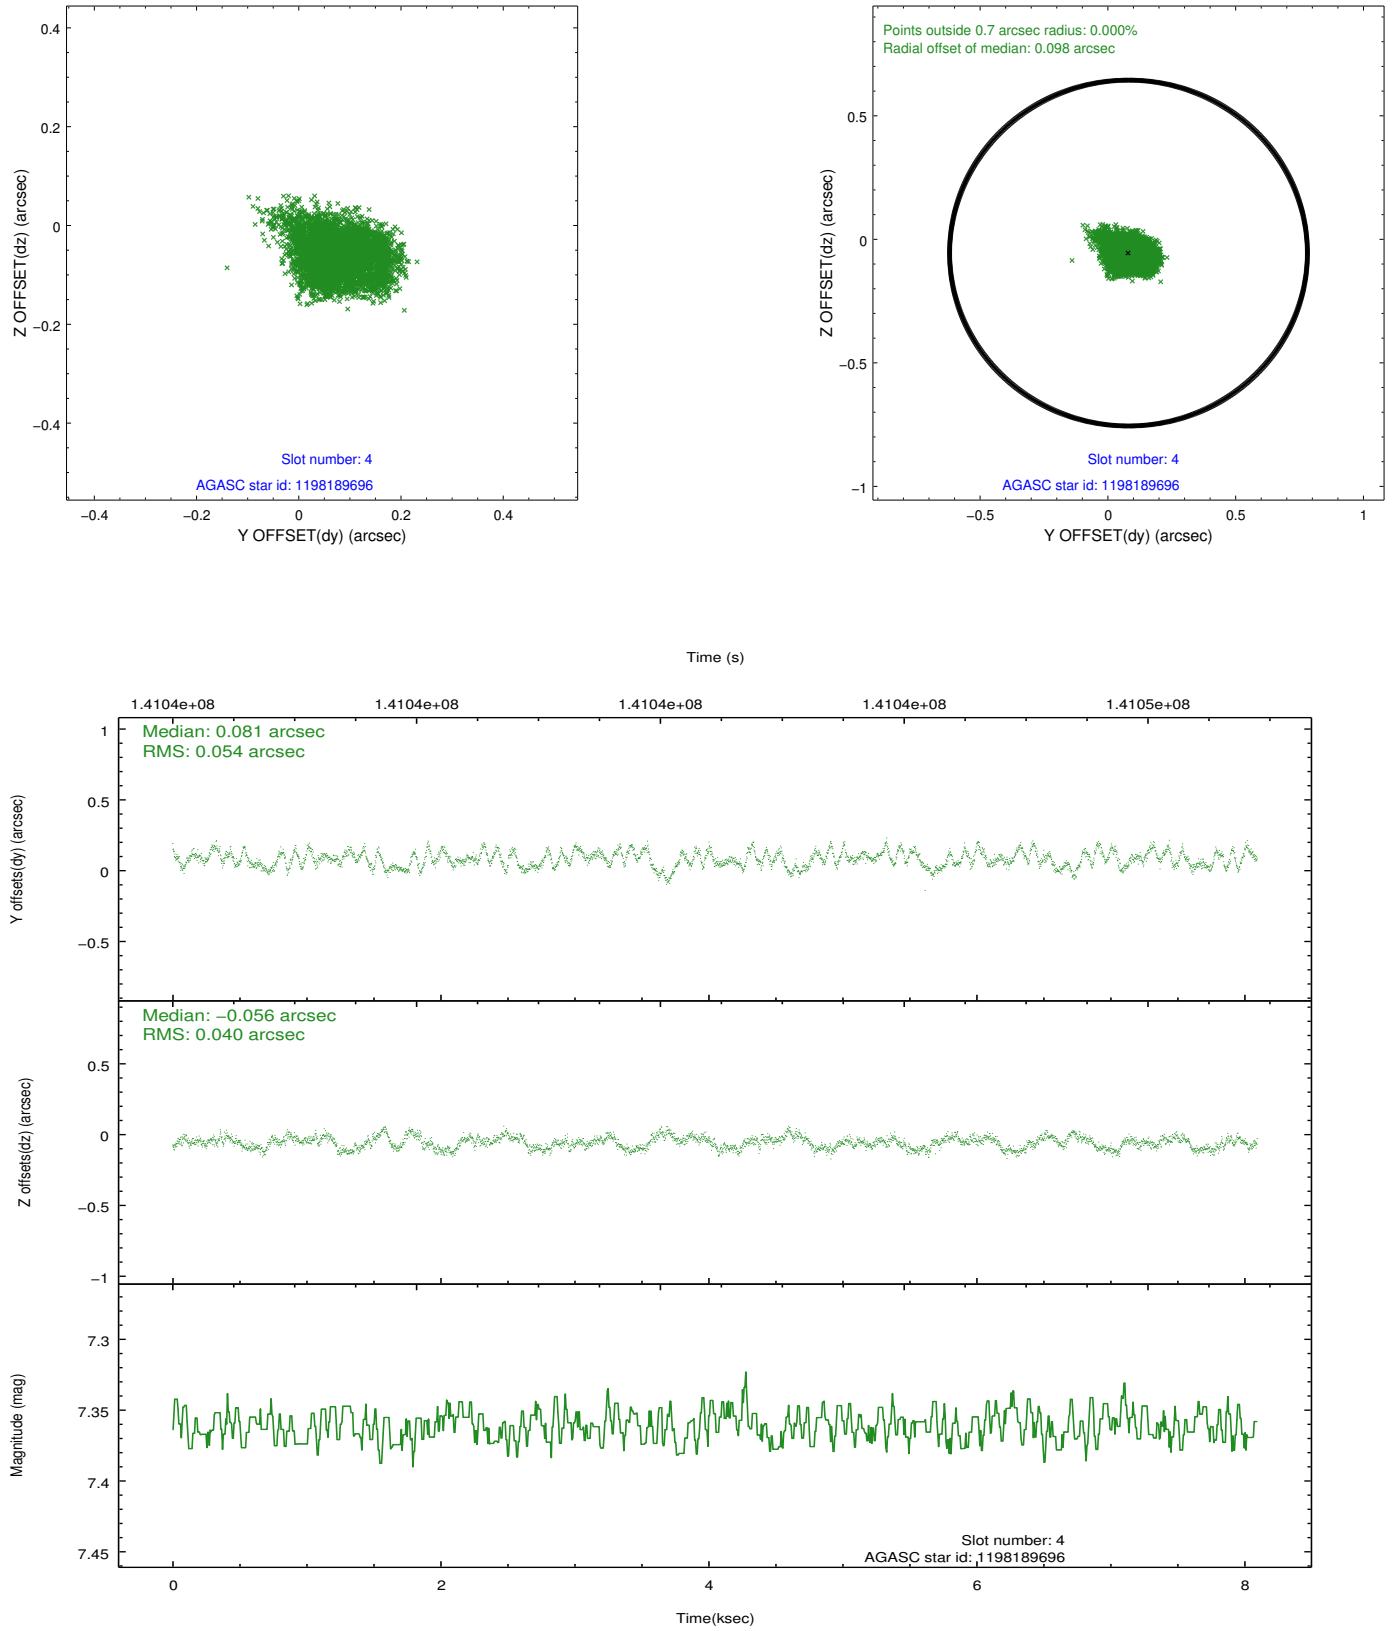 0.4
0.2
0
−0.2
−0.4
Z OFFSET(dz) (arcsec)
Slot number: 4
AGASC star id: 1198189696
−0.4 −0.2 0 0.2 0.4
Y OFFSET(dy) (arcsec)
Points outside 0.7 arcsec radius: 0.000%
Radial offset of median: 0.098 arcsec
0.5
0
−0.5
−1
Z OFFSET(dz) (arcsec)
Slot number: 4
AGASC star id: 1198189696
−0.5 0 0.5 1
Y OFFSET(dy) (arcsec)
Time (s)
1.4104e+08 1.4104e+08 1.4104e+08 1.4104e+08 1.4105e+08
Median: 0.081 arcsec
RMS: 0.054 arcsec
1
0.5
0
−0.5
Y offsets(dy) (arcsec)
Median: −0.056 arcsec
RMS: 0.040 arcsec
0.5
0
−0.5
−1
Z offsets(dz) (arcsec)
7.3
7.35
7.4
7.45
Magnitude (mag)
Slot number: 4
AGASC star id: 1198189696
0 2 4 6 8
Time(ksec)